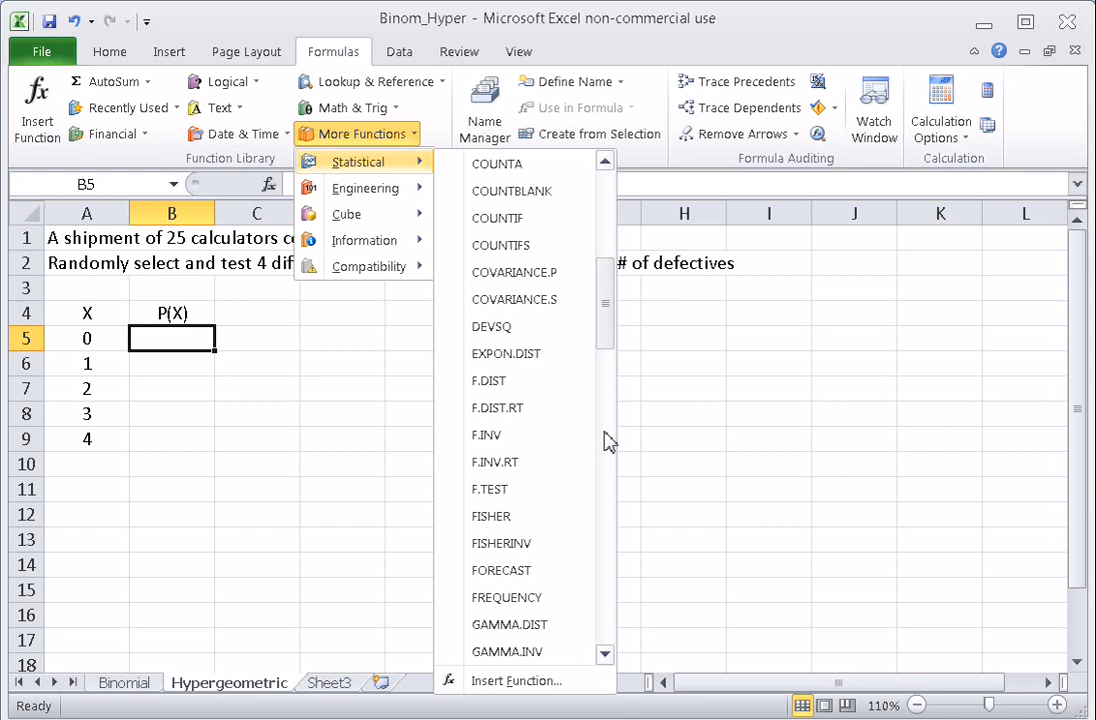 Binom_Hyper - Microsoft Excel non-commercial use
File Home Insert Page Layout Formulas Data Review View
fx Insert Function
Σ AutoSum
Recently Used
Financial
Logical
Text
Date & Time
Lookup & Reference
Math & Trig
More Functions
Function Library
Name Manager
Define Name
Use in Formula
Create from Selection
Trace Precedents
Trace Dependents
Remove Arrows
Formula Auditing
Watch Window
Calculation Options
Calculation
B5 fx
Statistical
Engineering
Cube
Information
Compatibility
COUNTA
COUNTBLANK
COUNTIF
COUNTIFS
COVARIANCE.P
COVARIANCE.S
DEVSQ
EXPON.DIST
F.DIST
F.DIST.RT
F.INV
F.INV.RT
F.TEST
FISHER
FISHERINV
FORECAST
FREQUENCY
GAMMA.DIST
GAMMA.INV
fx Insert Function...
A B C H I J K L
1 A shipment of 25 calculators
2 Randomly select and test 4 # of defectives
3
4 X P(X)
5 0
6 1
7 2
8 3
9 4
10
11
12
13
14
15
16
17
18
Binomial Hypergeometric Sheet3
Ready 110%